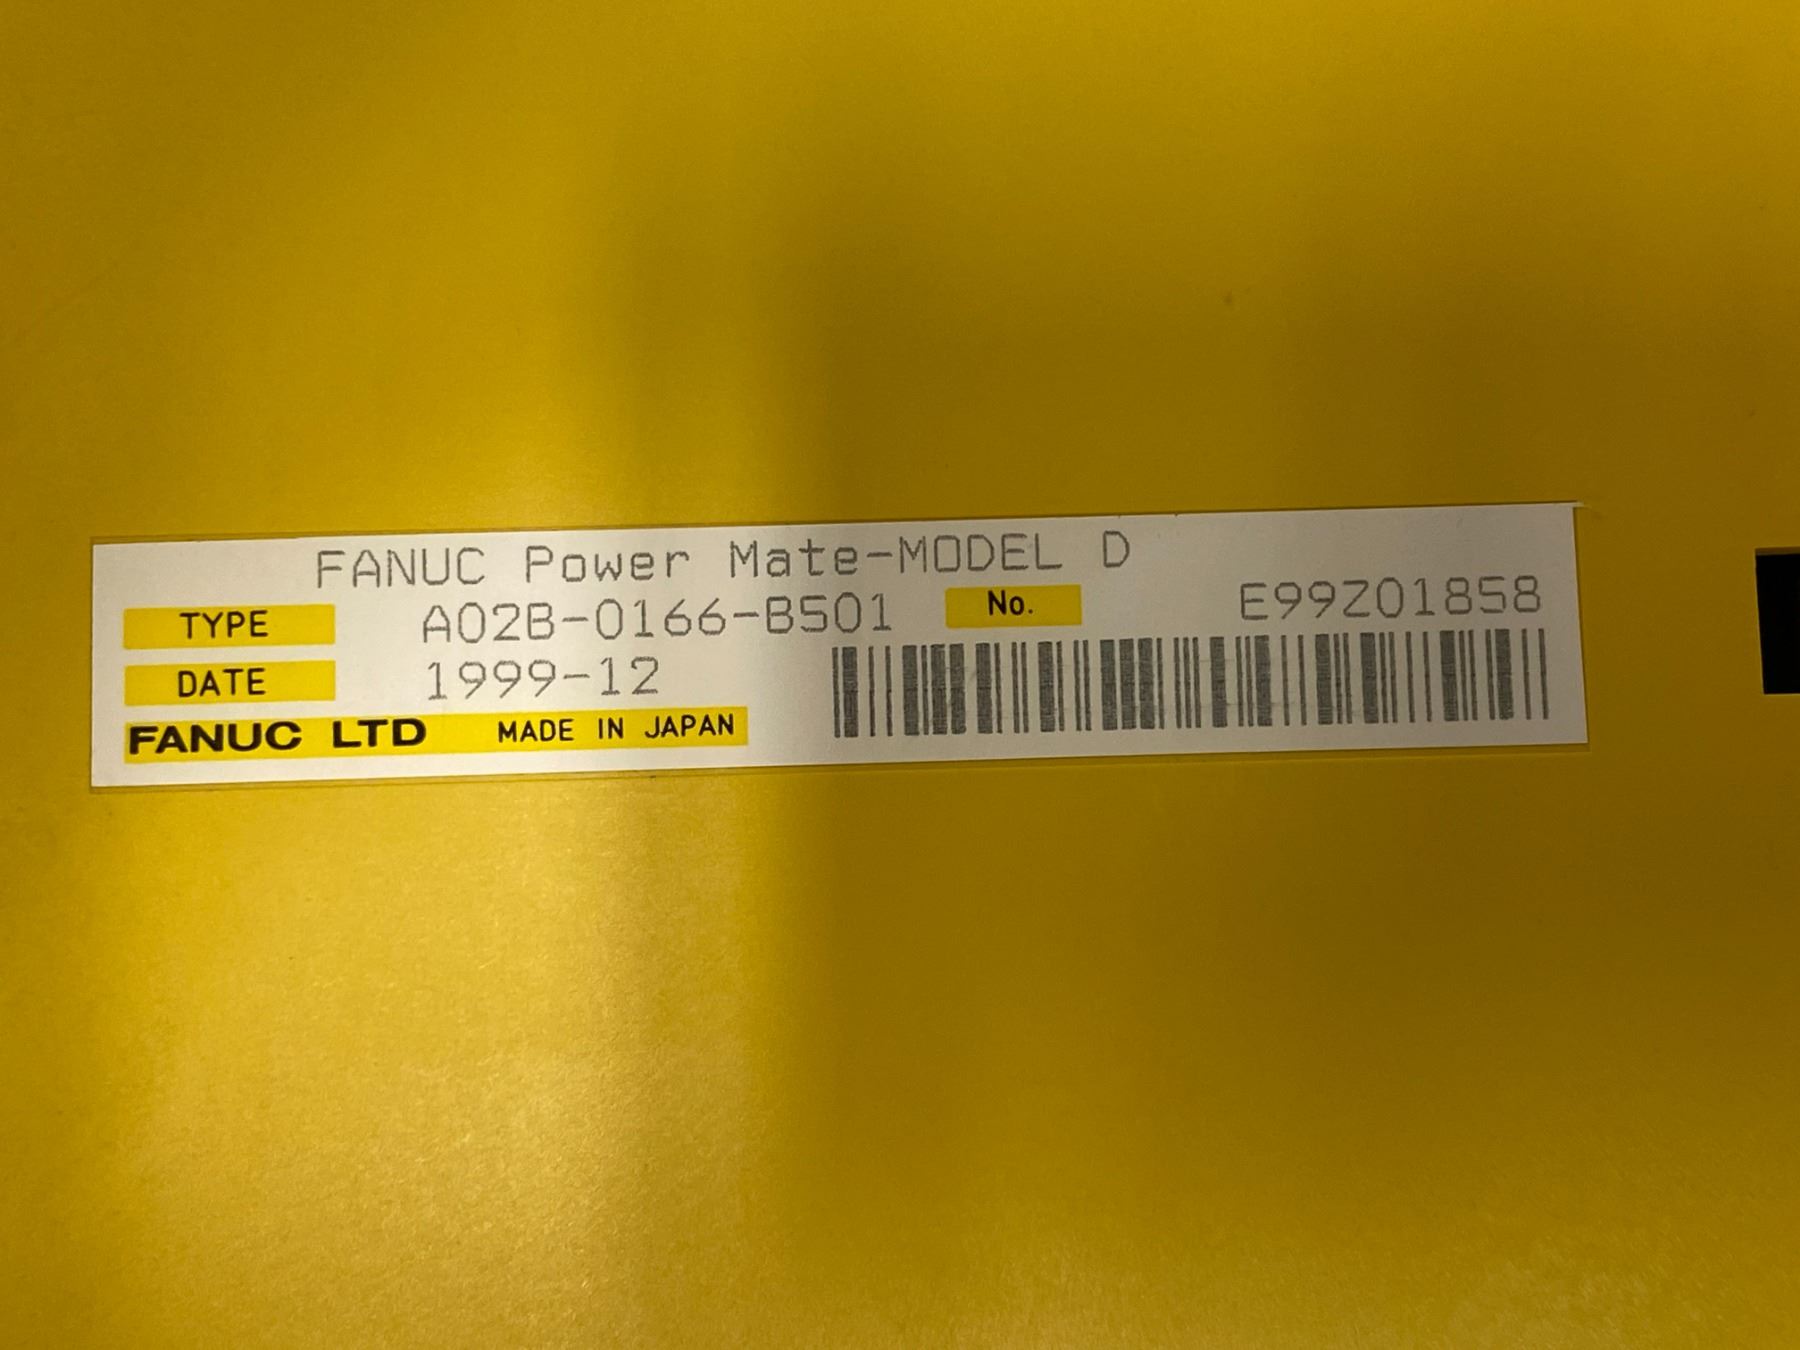 FANUC Power Mate-MODEL D
TYPE A02B-0166-B501 No. E99Z01858
DATE 1999-12
FANUC LTD MADE IN JAPAN